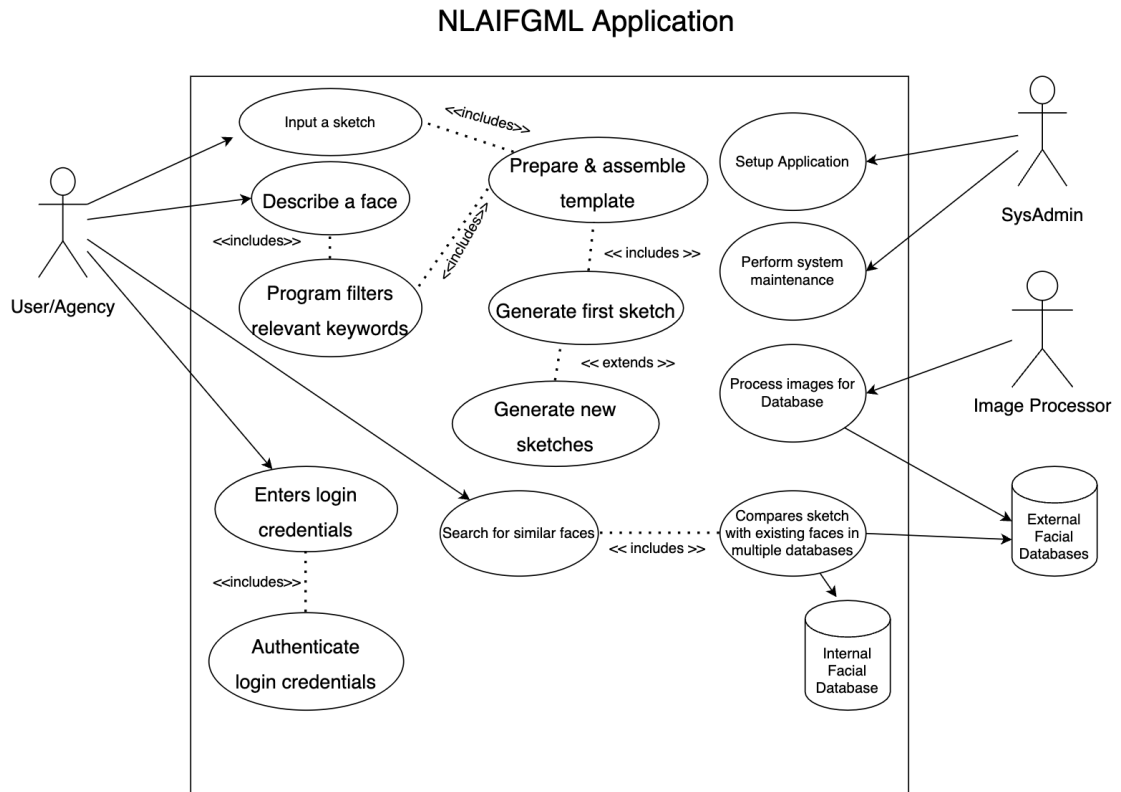 NLAIFGML Application
Input a sketch
<<includes>>
Describe a face
<<includes>>
Program filters
relevant keywords
<<includes>>
Prepare & assemble
template
<< includes >>
Generate first sketch
<< extends >>
Generate new
sketches
Setup Application
Perform system
maintenance
Process images for
Database
User/Agency
SysAdmin
Image Processor
Enters login
credentials
<<includes>>
Authenticate
login credentials
Search for similar faces
<< includes >>
Compares sketch
with existing faces in
multiple databases
External
Facial
Databases
Internal
Facial
Database